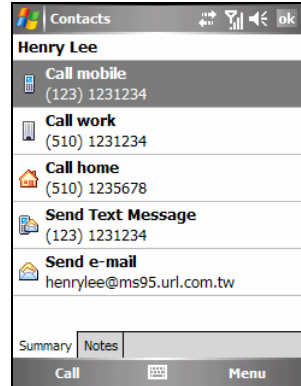 Contacts ok
Henry Lee
Call mobile
(123) 1231234
Call work
(510) 1231234
Call home
(510) 1235678
Send Text Message
(123) 1231234
Send e-mail
henrylee@ms95.url.com.tw
Summary Notes
Call Menu